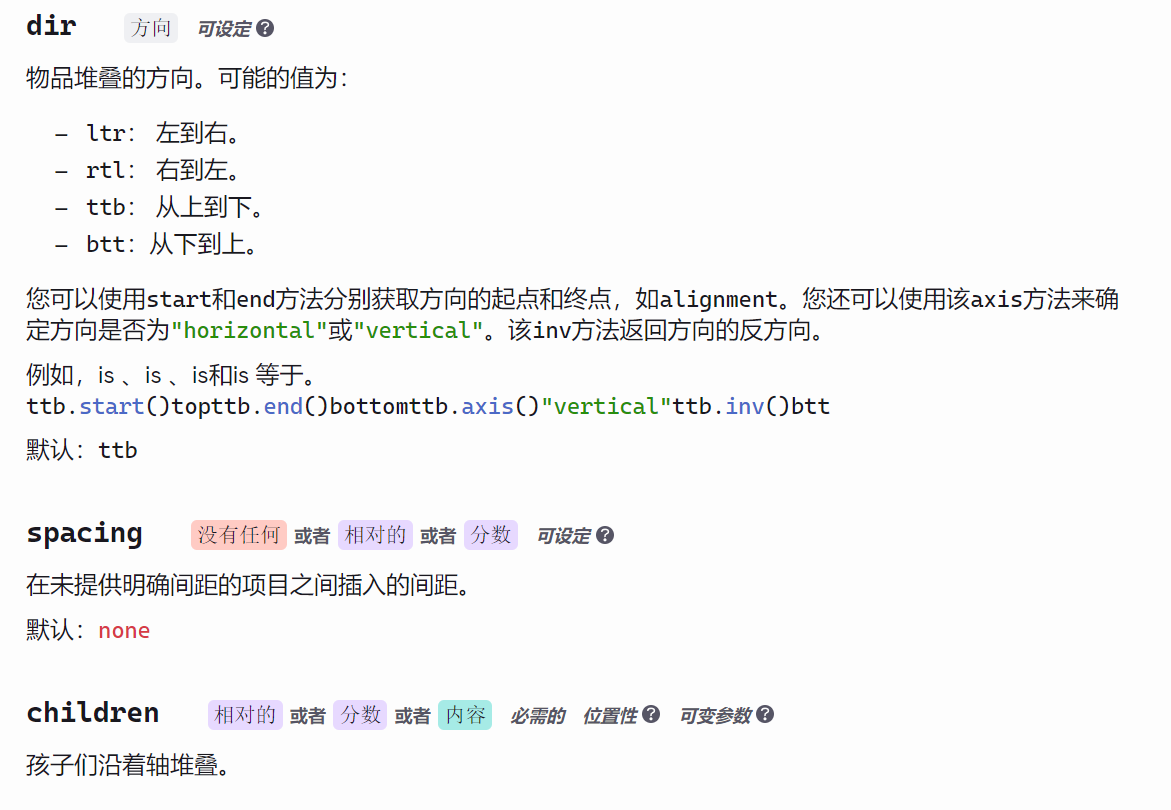 dir 方向 可设定?
物品堆叠的方向。可能的值为：
– ltr： 左到右。
– rtl： 右到左。
– ttb： 从上到下。
– btt：从下到上。
您可以使用start和end方法分别获取方向的起点和终点，如alignment。您还可以使用该axis方法来确
定方向是否为"horizontal"或"vertical"。该inv方法返回方向的反方向。
例如，is 、is 、is和is 等于。
ttb.start()topttb.end()bottomttb.axis()"vertical"ttb.inv()btt
默认：ttb
spacing 没有任何 或者 相对的 或者 分数 可设定?
在未提供明确间距的项目之间插入的间距。
默认：none
children 相对的 或者 分数 或者 内容 必需的 位置性? 可变参数?
孩子们沿着轴堆叠。